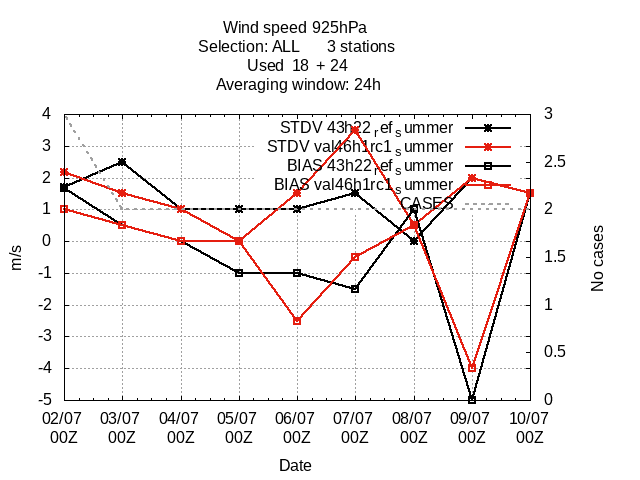 Wind speed 925hPa
Selection: ALL 3 stations
Used 18 + 24
Averaging window: 24h
4
3
2
1
0
-1
-2
-3
-4
-5
m/s
3
2.5
2
1.5
1
0.5
0
No cases
STDV 43h22_ref_summer
STDV val46h1rc1_summer
BIAS 43h22_ref_summer
BIAS val46h1rc1_summer
CASES
02/07 03/07 04/07 05/07 06/07 07/07 08/07 09/07 10/07
00Z 00Z 00Z 00Z 00Z 00Z 00Z 00Z 00Z
Date